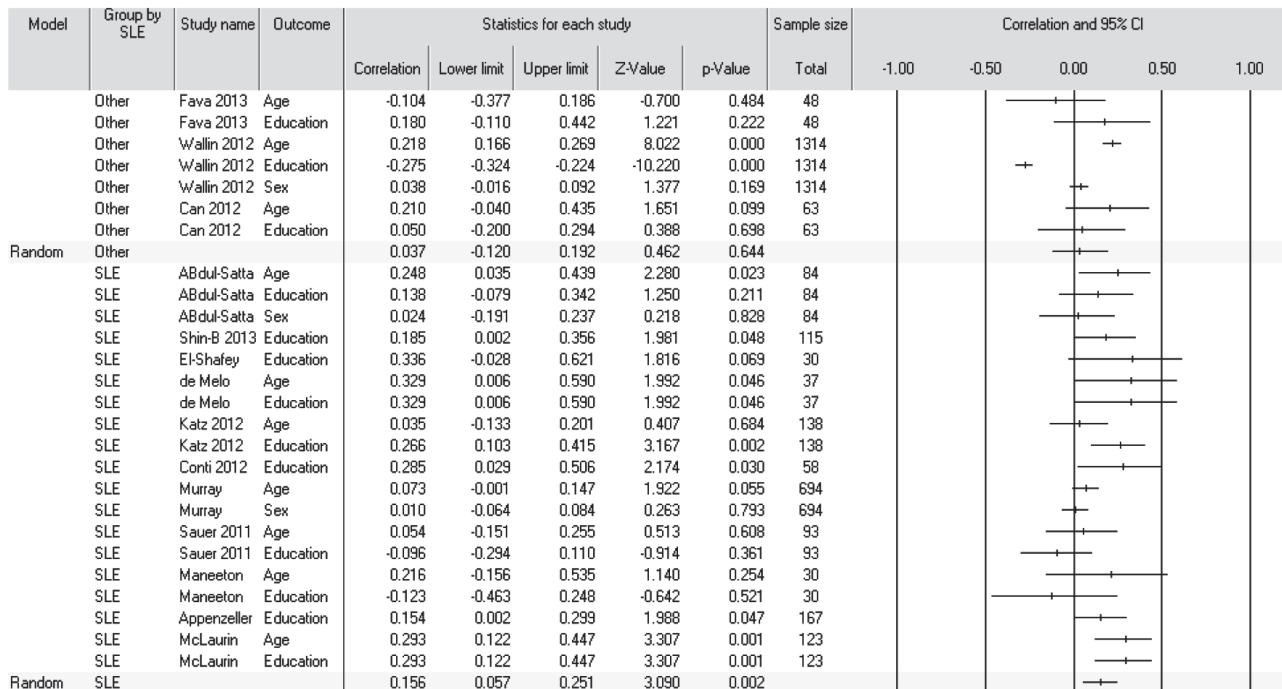 Model Group by SLE Study name Outcome Statistics for each study Sample size Correlation and 95% CI
Correlation Lower limit Upper limit Z-Value p-Value Total -1.00 -0.50 0.00 0.50 1.00
Other Fava 2013 Age -0.104 -0.377 0.186 -0.700 0.484 48
Other Fava 2013 Education 0.180 -0.110 0.442 1.221 0.222 48
Other Wallin 2012 Age 0.218 0.166 0.269 8.022 0.000 1314
Other Wallin 2012 Education -0.275 -0.324 -0.224 -10.220 0.000 1314
Other Wallin 2012 Sex 0.038 -0.016 0.092 1.377 0.169 1314
Other Can 2012 Age 0.210 -0.040 0.435 1.651 0.099 63
Other Can 2012 Education 0.050 -0.200 0.294 0.388 0.698 63
Random Other 0.037 -0.120 0.192 0.462 0.644
SLE ABdul-Satta Age 0.248 0.035 0.439 2.280 0.023 84
SLE ABdul-Satta Education 0.138 -0.079 0.342 1.250 0.211 84
SLE ABdul-Satta Sex 0.024 -0.191 0.237 0.218 0.828 84
SLE Shin-B 2013 Education 0.185 0.002 0.356 1.981 0.048 115
SLE El-Shafey Education 0.336 -0.028 0.621 1.816 0.069 30
SLE de Melo Age 0.329 0.006 0.590 1.992 0.046 37
SLE de Melo Education 0.329 0.006 0.590 1.992 0.046 37
SLE Katz 2012 Age 0.035 -0.133 0.201 0.407 0.684 138
SLE Katz 2012 Education 0.266 0.103 0.415 3.167 0.002 138
SLE Conti 2012 Education 0.285 0.029 0.506 2.174 0.030 58
SLE Murray Age 0.073 -0.001 0.147 1.922 0.055 694
SLE Murray Sex 0.010 -0.064 0.084 0.263 0.793 694
SLE Sauer 2011 Age 0.054 -0.151 0.255 0.513 0.608 93
SLE Sauer 2011 Education -0.096 -0.294 0.110 -0.914 0.361 93
SLE Maneeton Age 0.216 -0.156 0.535 1.140 0.254 30
SLE Maneeton Education -0.123 -0.463 0.248 -0.642 0.521 30
SLE Appenzeller Education 0.154 0.002 0.299 1.988 0.047 167
SLE McLaurin Age 0.293 0.122 0.447 3.307 0.001 123
SLE McLaurin Education 0.293 0.122 0.447 3.307 0.001 123
Random SLE 0.156 0.057 0.251 3.090 0.002